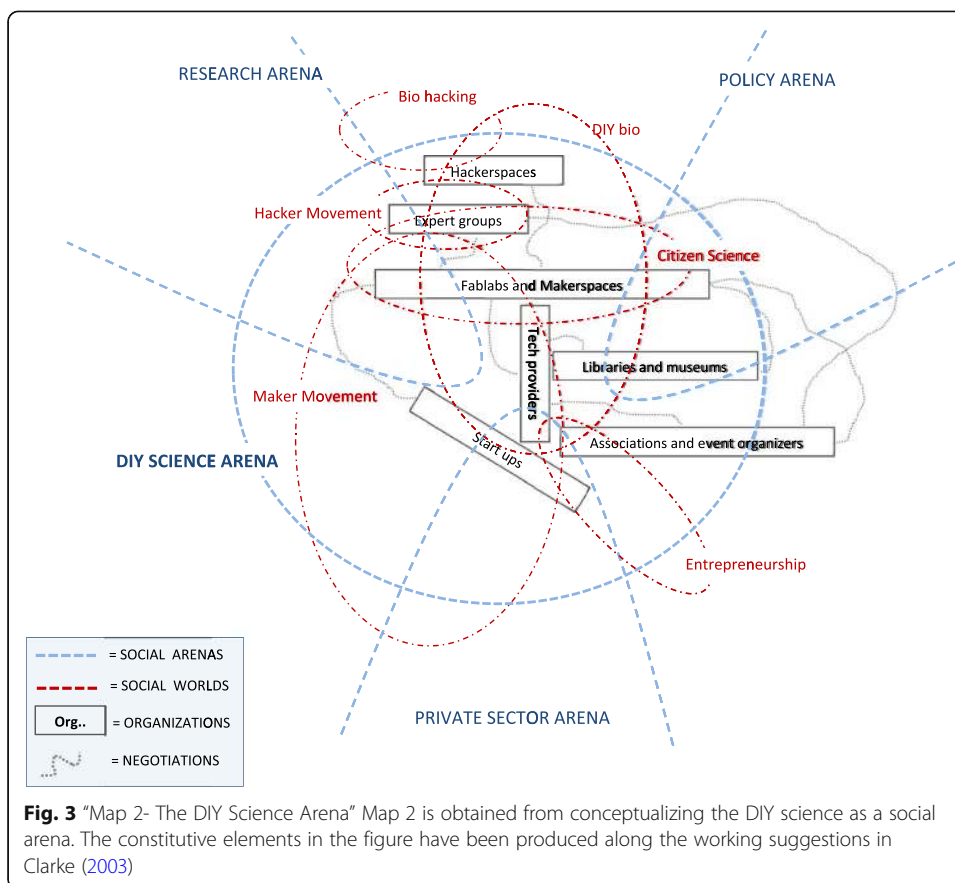 RESEARCH ARENA
POLICY ARENA
Bio hacking
DIY bio
Hackerspaces
Hacker Movement
Expert groups
Citizen Science
Fablabs and Makerspaces
Tech providers
Libraries and museums
Maker Movement
Start ups
Associations and event organizers
DIY SCIENCE ARENA
Entrepreneurship
PRIVATE SECTOR ARENA
= SOCIAL ARENAS
= SOCIAL WORLDS
Org.. = ORGANIZATIONS
= NEGOTIATIONS
Fig. 3 “Map 2- The DIY Science Arena” Map 2 is obtained from conceptualizing the DIY science as a social
arena. The constitutive elements in the figure have been produced along the working suggestions in
Clarke (2003)